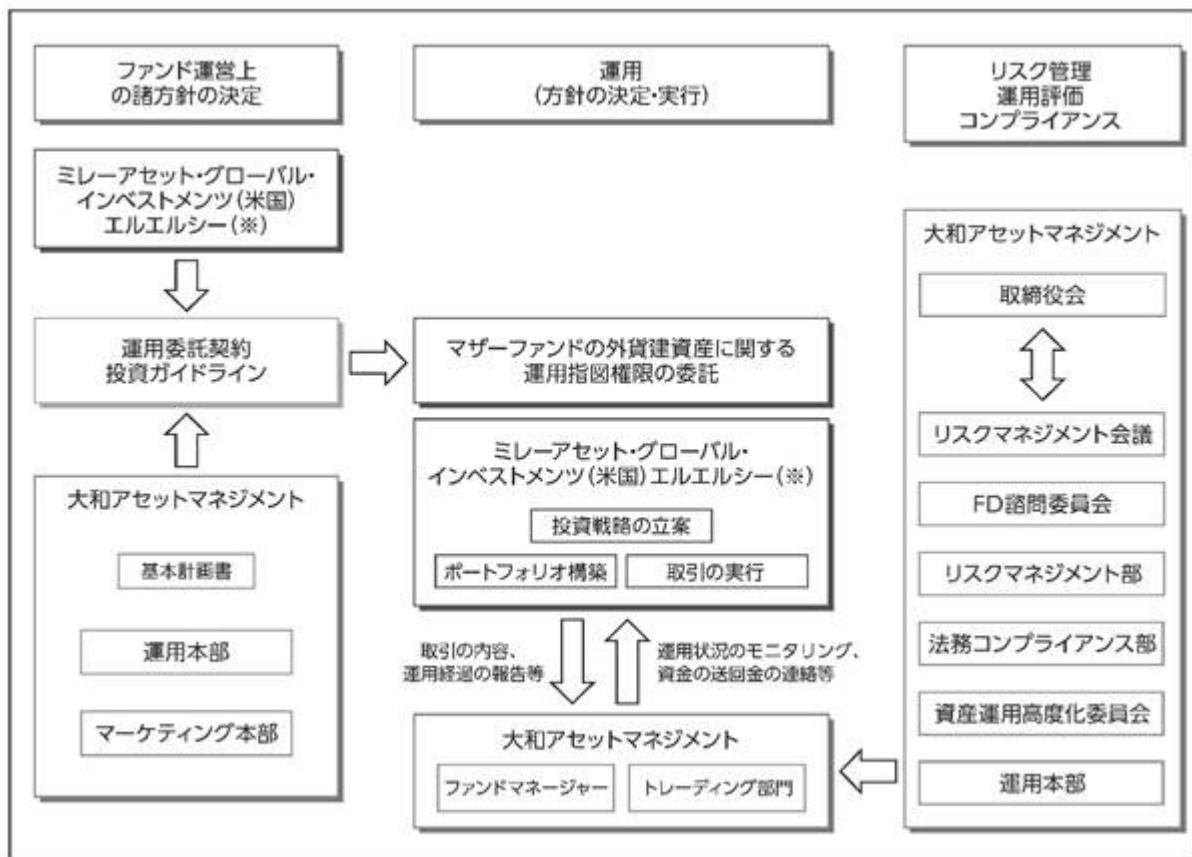 ファンド運営上
の諸方針の決定
ミレーアセット・グローバル・
インベストメンツ(米国)
エルエルシー(※)
運用委託契約
投資ガイドライン
大和アセットマネジメント
基本計画書
運用本部
マーケティング本部
運用
(方針の決定・実行)
マザーファンドの外貨建資産に関する
運用指図権限の委託
ミレーアセット・グローバル・
インベストメンツ(米国)エルエルシー(※)
投資戦略の立案
ポートフォリオ構築
取引の実行
取引の内容、
運用経過の報告等
運用状況のモニタリング、
資金の送回金の連絡等
大和アセットマネジメント
ファンドマネージャー
トレーディング部門
リスク管理
運用評価
コンプライアンス
大和アセットマネジメント
取締役会
リスクマネジメント会議
FD諮問委員会
リスクマネジメント部
法務コンプライアンス部
資産運用高度化委員会
運用本部